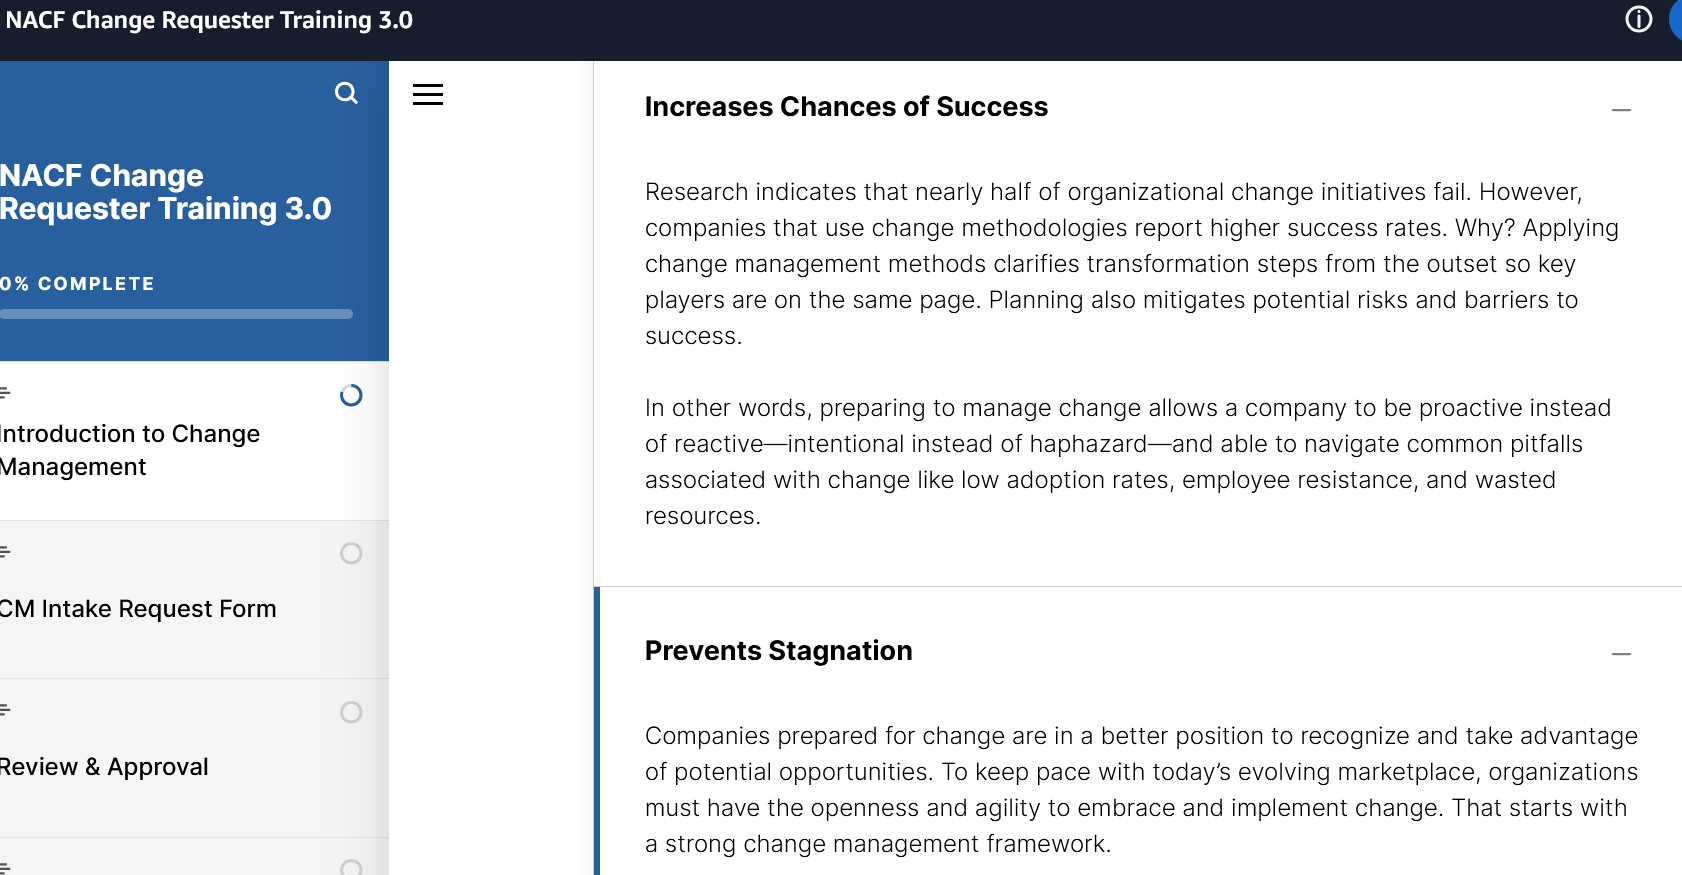 NACF Change Requester Training 3.0
NACF Change
Requester Training 3.0
0% COMPLETE
Introduction to Change
Management
CM Intake Request Form
Review & Approval
Increases Chances of Success
Research indicates that nearly half of organizational change initiatives fail. However,
companies that use change methodologies report higher success rates. Why? Applying
change management methods clarifies transformation steps from the outset so key
players are on the same page. Planning also mitigates potential risks and barriers to
success.
In other words, preparing to manage change allows a company to be proactive instead
of reactive—intentional instead of haphazard—and able to navigate common pitfalls
associated with change like low adoption rates, employee resistance, and wasted
resources.
Prevents Stagnation
Companies prepared for change are in a better position to recognize and take advantage
of potential opportunities. To keep pace with today’s evolving marketplace, organizations
must have the openness and agility to embrace and implement change. That starts with
a strong change management framework.